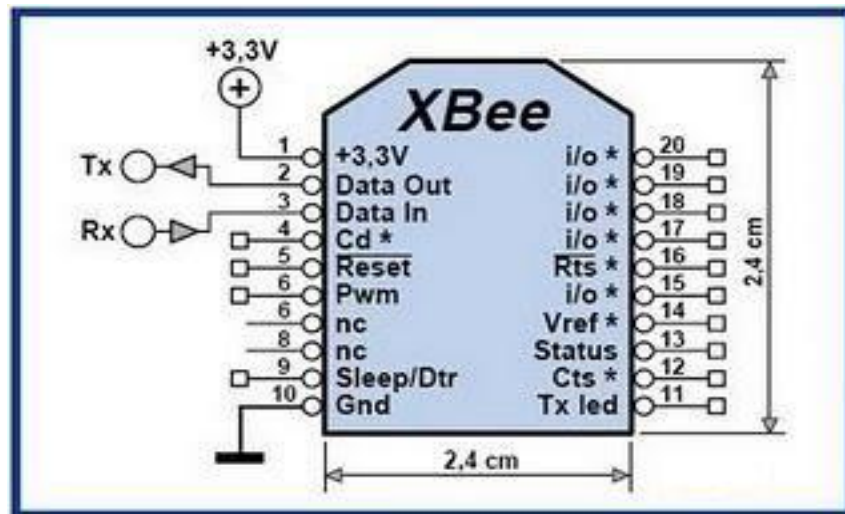 +3,3V
XBee
1 +3,3V i/o * 20
Tx 2 Data Out i/o * 19
3 Data In i/o * 18
Rx 4 Cd * i/o * 17
5 Reset Rts * 16
6 Pwm i/o * 15
6 nc Vref * 14
8 nc Status 13
9 Sleep/Dtr Cts * 12
10 Gnd Tx led 11
2,4 cm
2,4 cm